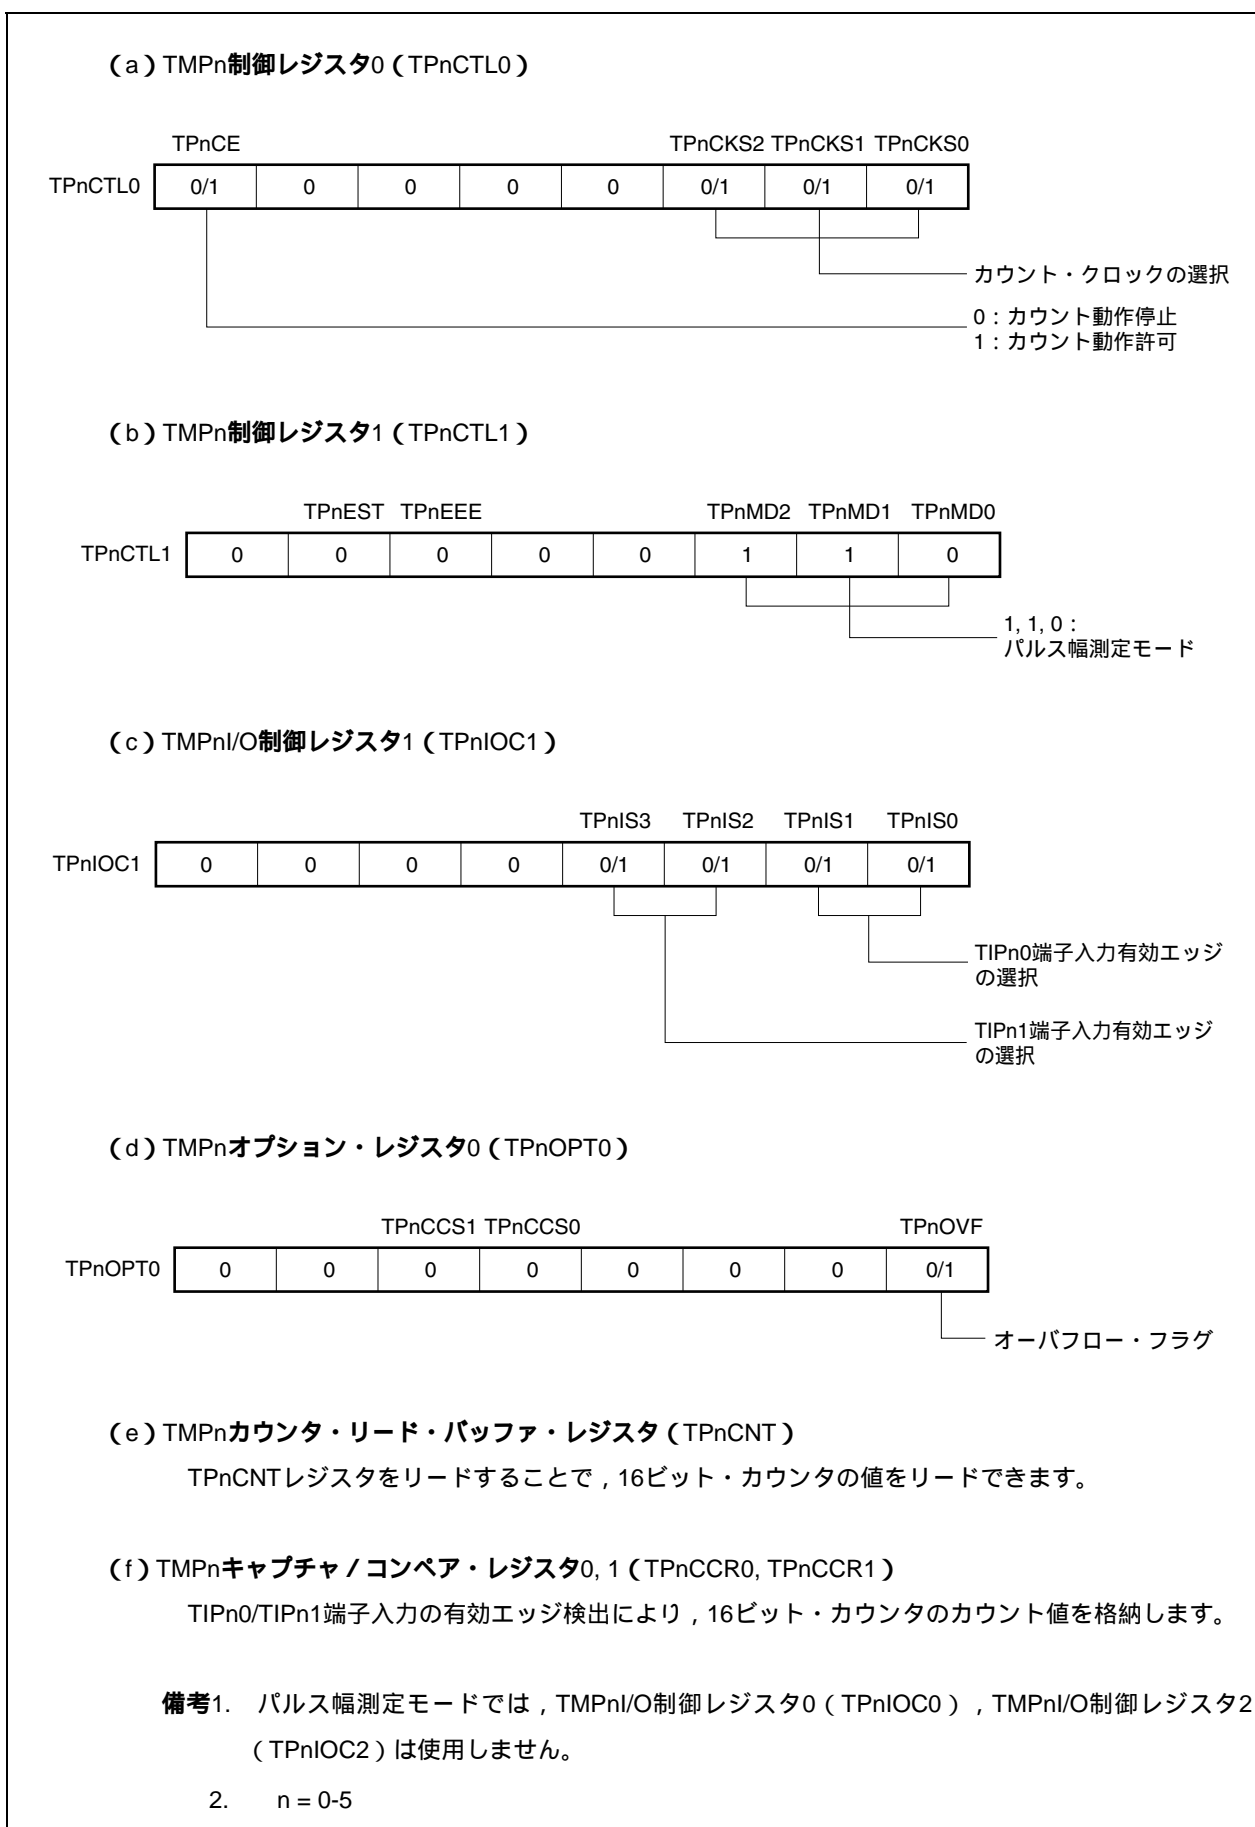 (a)TMPn制御レジスタ0(TPnCTL0)
TPnCE TPnCKS2 TPnCKS1 TPnCKS0
TPnCTL0 0/1 0 0 0 0 0/1 0/1 0/1
カウント・クロックの選択
0:カウント動作停止
1:カウント動作許可
(b)TMPn制御レジスタ1(TPnCTL1)
TPnEST TPnEEE TPnMD2 TPnMD1 TPnMD0
TPnCTL1 0 0 0 0 0 1 1 0
1, 1, 0:
パルス幅測定モード
(c)TMPnI/O制御レジスタ1(TPnIOC1)
TPnIS3 TPnIS2 TPnIS1 TPnIS0
TPnIOC1 0 0 0 0 0/1 0/1 0/1 0/1
TIPn0端子入力有効エッジ
の選択
TIPn1端子入力有効エッジ
の選択
(d)TMPnオプション・レジスタ0(TPnOPT0)
TPnCCS1 TPnCCS0 TPnOVF
TPnOPT0 0 0 0 0 0 0 0 0/1
オーバフロー・フラグ
(e)TMPnカウンタ・リード・バッファ・レジスタ(TPnCNT)
TPnCNTレジスタをリードすることで,16ビット・カウンタの値をリードできます。
(f)TMPnキャプチャ/コンペア・レジスタ0, 1(TPnCCR0, TPnCCR1)
TIPn0/TIPn1端子入力の有効エッジ検出により,16ビット・カウンタのカウント値を格納します。
備考1. パルス幅測定モードでは,TMPnI/O制御レジスタ0(TPnIOC0),TMPnI/O制御レジスタ2
(TPnIOC2)は使用しません。
2. n = 0-5